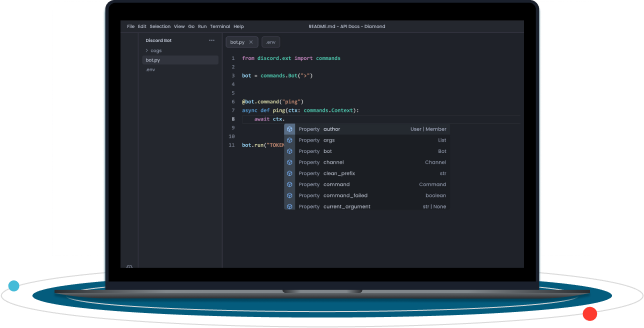 File Edit Selection View Go Run Terminal Help
README.md - API Docs - Diamond
Discord Bot ...
> cogs
bot.py
.env
bot.py × .env
1 from discord.ext import commands
2
3 bot = commands.Bot(">")
4
5
6 @bot.command("ping")
7 async def ping(ctx: commands.Context):
8 await ctx.
9
10
11 bot.run("TOKEN
Property author User | Member
Property args List
Property bot Bot
Property channel Channel
Property clean_prefix str
Property command Command
Property command_failed boolean
Property current_argument str | None